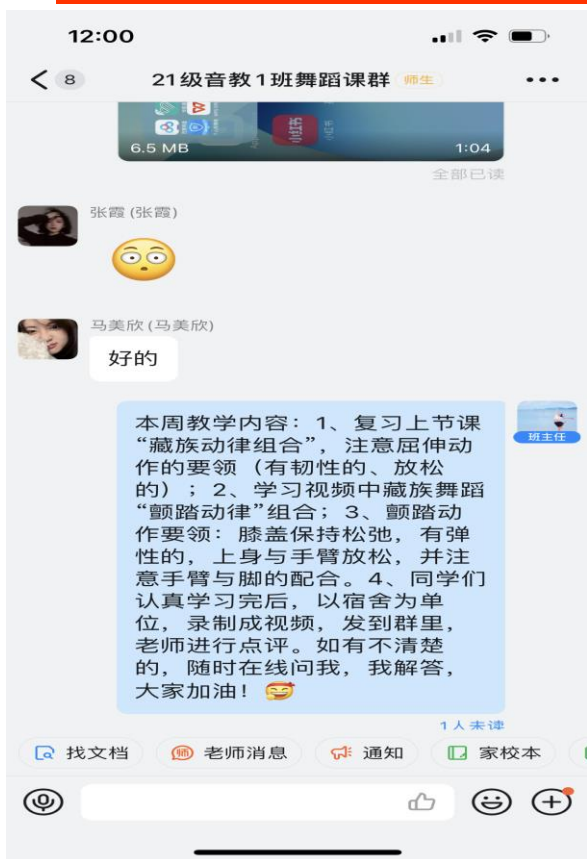 12:00
8
21级音教1班舞蹈课群 师生
小红书
6.5 MB
1:04
全部已读
张霞 (张霞)
马美欣 (马美欣)
好的
班主任
本周教学内容：1、复习上节课
“藏族动律组合”，注意屈伸动
作的要领（有韧性的、放松
的）；2、学习视频中藏族舞蹈
“颤踏动律”组合；3、颤踏动
作要领：膝盖保持松弛，有弹
性的，上身与手臂放松，并注
意手臂与脚的配合。4、同学们
认真学习完后，以宿舍为单
位，录制成视频，发到群里，
老师进行点评。如有不清楚
的，随时在线问我，我解答，
大家加油！
1人未读
找文档 师 老师消息 通知 家校本